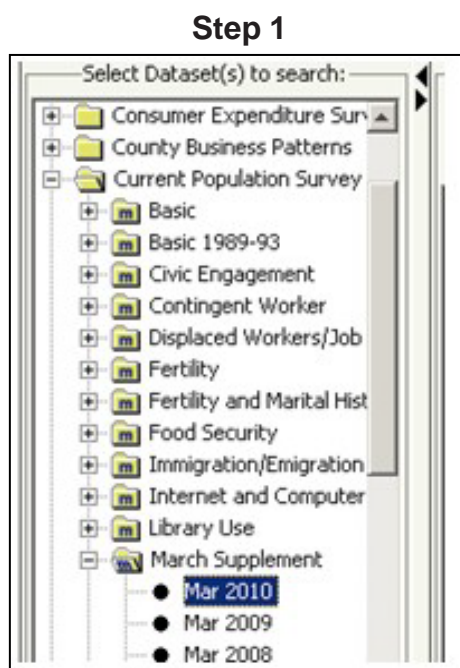 Step 1
Select Dataset(s) to search:
Consumer Expenditure Surv
County Business Patterns
Current Population Survey
m Basic
m Basic 1989-93
m Civic Engagement
m Contingent Worker
m Displaced Workers/Job
m Fertility
m Fertility and Marital Hist
m Food Security
m Immigration/Emigration
m Internet and Computer
m Library Use
m March Supplement
Mar 2010
Mar 2009
Mar 2008